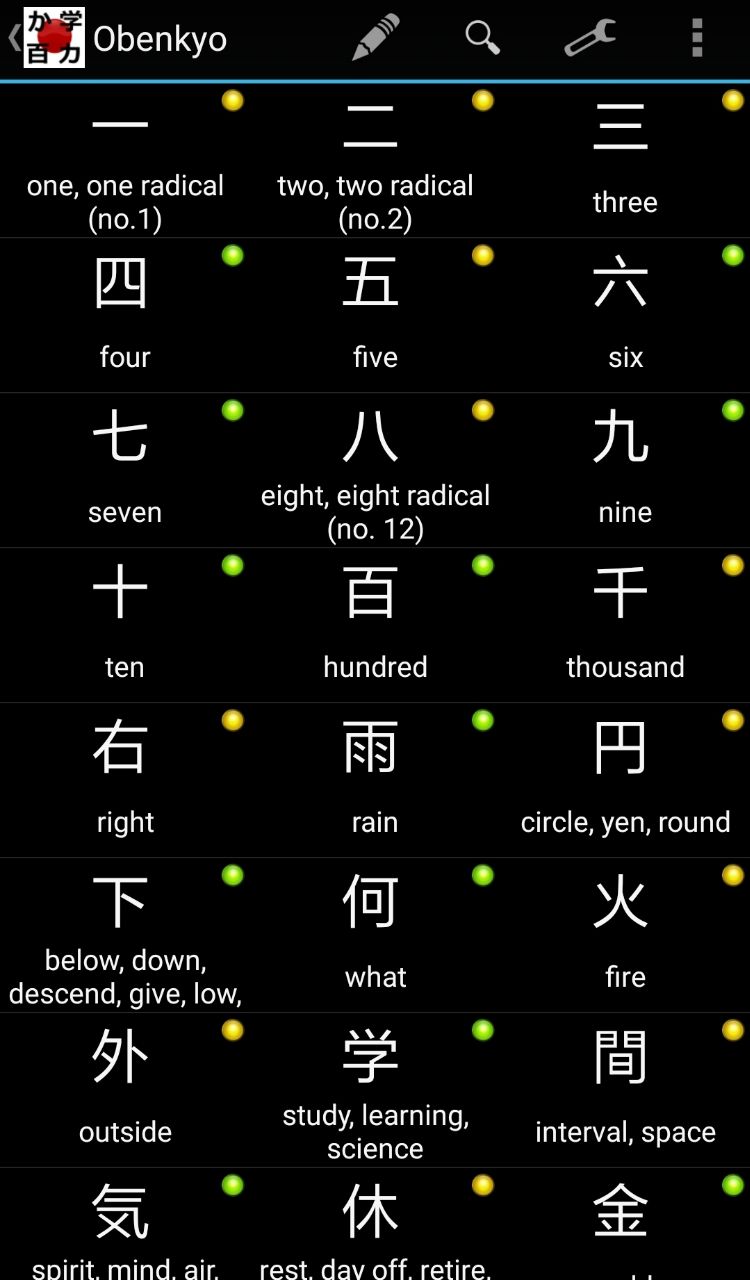 か学
百力
Obenkyo
一 二 三
one, one radical (no.1)
two, two radical (no.2)
three
四 五 六
four five six
七 八 九
seven
eight, eight radical (no. 12)
nine
十 百 千
ten hundred thousand
右 雨 円
right rain circle, yen, round
下 何 火
below, down, descend, give, low,
what
fire
外 学 間
outside
study, learning, science
interval, space
気 休 金
spirit, mind, air, rest, day off, retire,